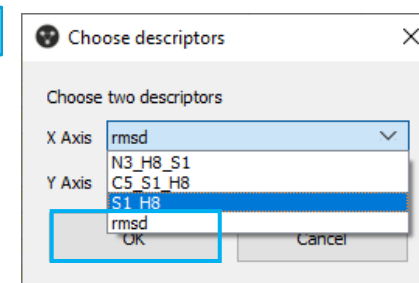 Choose descriptors
Choose two descriptors
X Axis rmsd
N3_H8_S1
Y Axis C5_S1_H8
S1_H8
rmsd
OK Cancel